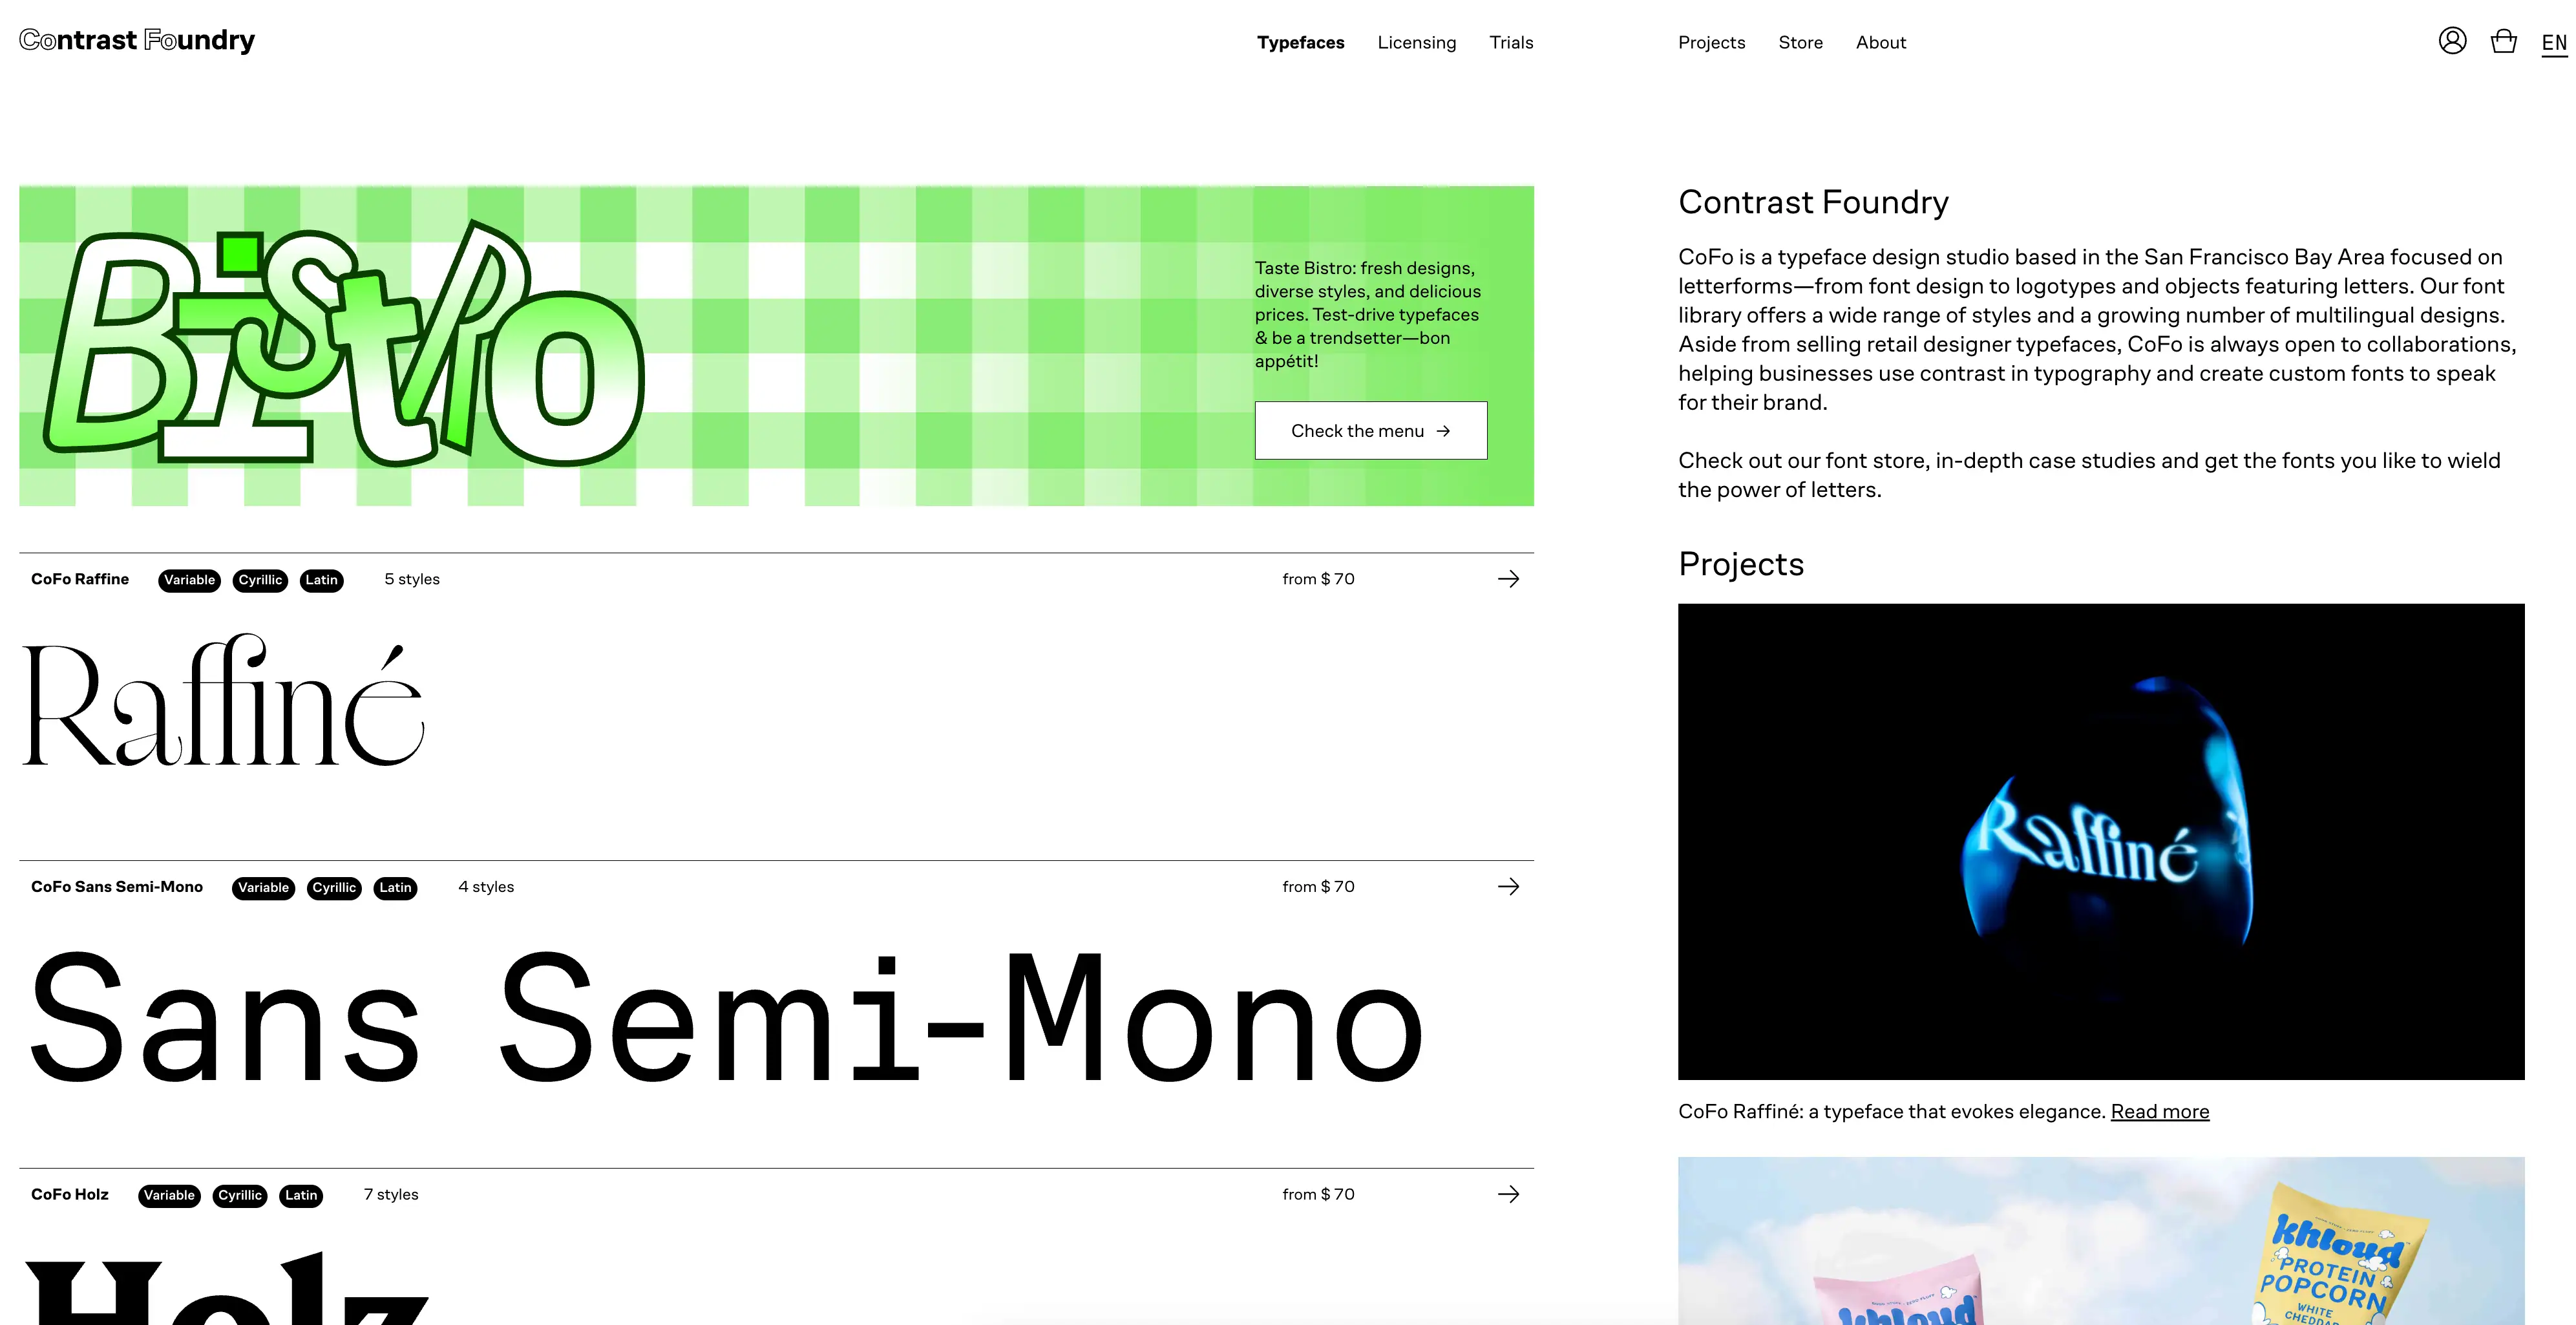 Contrast Foundry
Typefaces Licensing Trials
Projects Store About
EN
Bistro
Taste Bistro: fresh designs,
diverse styles, and delicious
prices. Test-drive typefaces
& be a trendsetter—bon
appétit!
Check the menu →
CoFo Raffine Variable Cyrillic Latin 5 styles from $ 70 →
Raffiné
CoFo Sans Semi-Mono Variable Cyrillic Latin 4 styles from $ 70 →
Sans Semi-Mono
CoFo Holz Variable Cyrillic Latin 7 styles from $ 70 →
Holz
Contrast Foundry
CoFo is a typeface design studio based in the San Francisco Bay Area focused on
letterforms—from font design to logotypes and objects featuring letters. Our font
library offers a wide range of styles and a growing number of multilingual designs.
Aside from selling retail designer typefaces, CoFo is always open to collaborations,
helping businesses use contrast in typography and create custom fonts to speak
for their brand.
Check out our font store, in-depth case studies and get the fonts you like to wield
the power of letters.
Projects
Raffiné
CoFo Raffiné: a typeface that evokes elegance. Read more
khloud
khloud
PROTEIN
POPCORN
WHITE
CHEDDAR